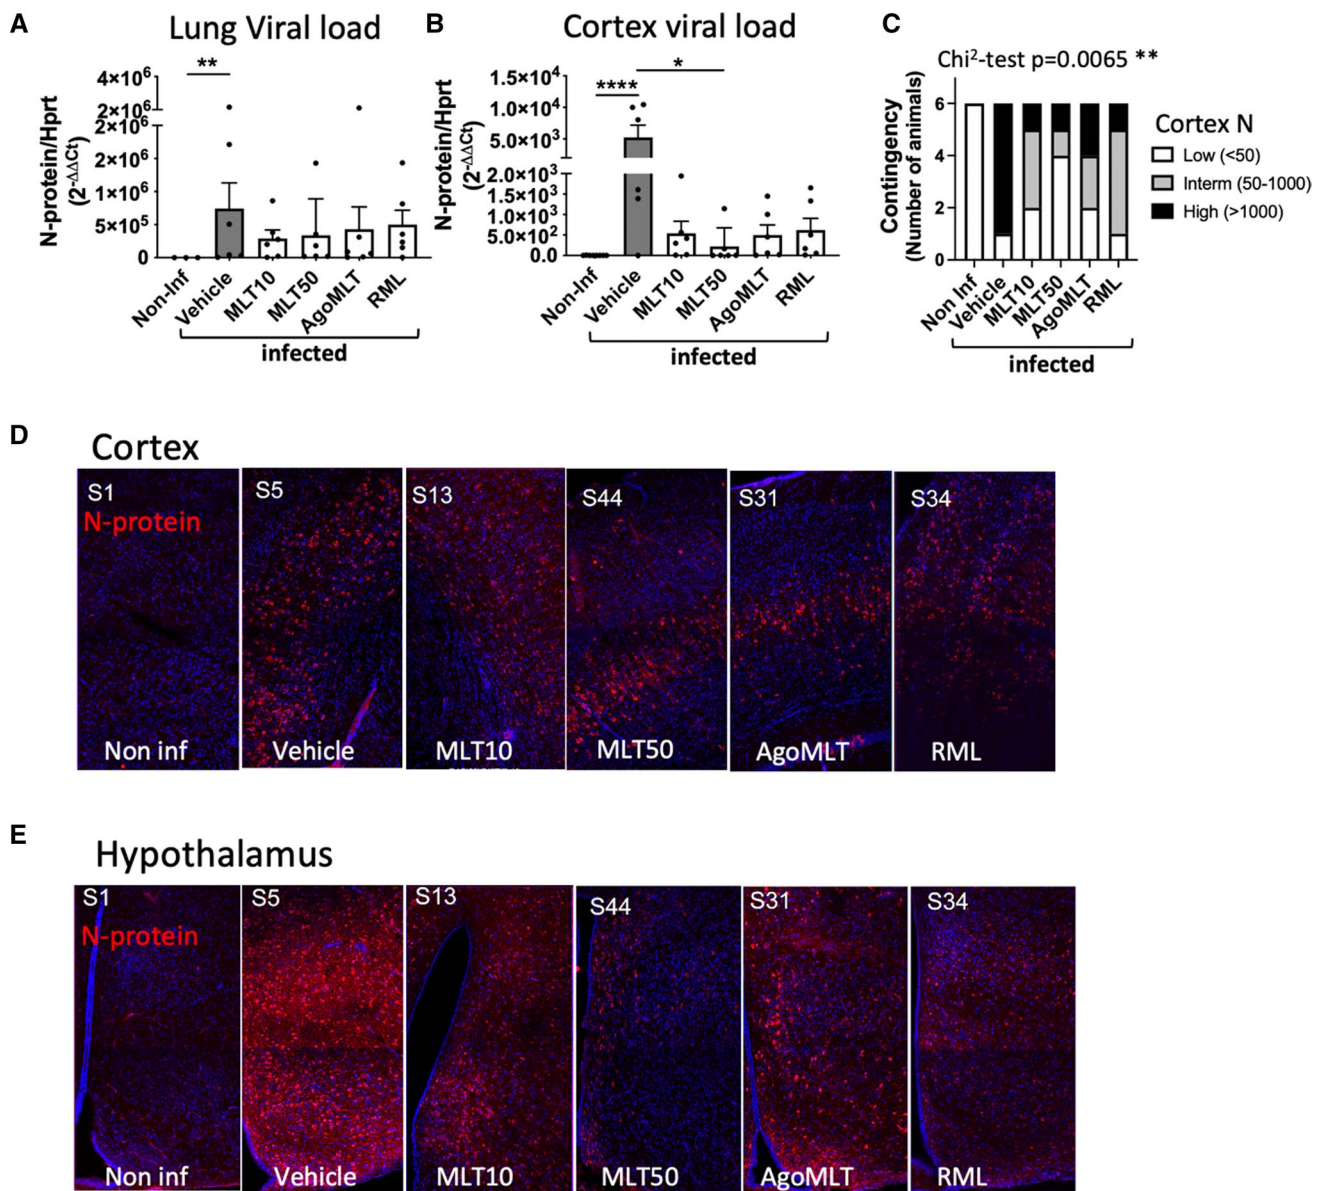 A
Lung Viral load
N-protein/Hprt
(2^-ΔΔCt)
**
4×10⁶
2×10⁶
2×10⁶
1×10⁶
5×10⁵
0
Non-Inf
Vehicle
MLT10
MLT50
AgoMLT
RML
infected
B
Cortex viral load
N-protein/Hprt
(2^-ΔΔCt)
****
*
1.5×10⁴
1.0×10⁴
5.0×10³
2.0×10³
1.5×10³
1.0×10³
5.0×10²
0.0
Non-Inf
Vehicle
MLT10
MLT50
AgoMLT
RML
infected
C
Chi²-test p=0.0065 **
Contingency
(Number of animals)
6
4
2
0
Non Inf
Vehicle
MLT10
MLT50
AgoMLT
RML
infected
Cortex N
Low (<50)
Interm (50-1000)
High (>1000)
D
Cortex
S1
N-protein
Non inf
S5
Vehicle
S13
MLT10
S44
MLT50
S31
AgoMLT
S34
RML
E
Hypothalamus
S1
N-protein
Non inf
S5
Vehicle
S13
MLT10
S44
MLT50
S31
AgoMLT
S34
RML